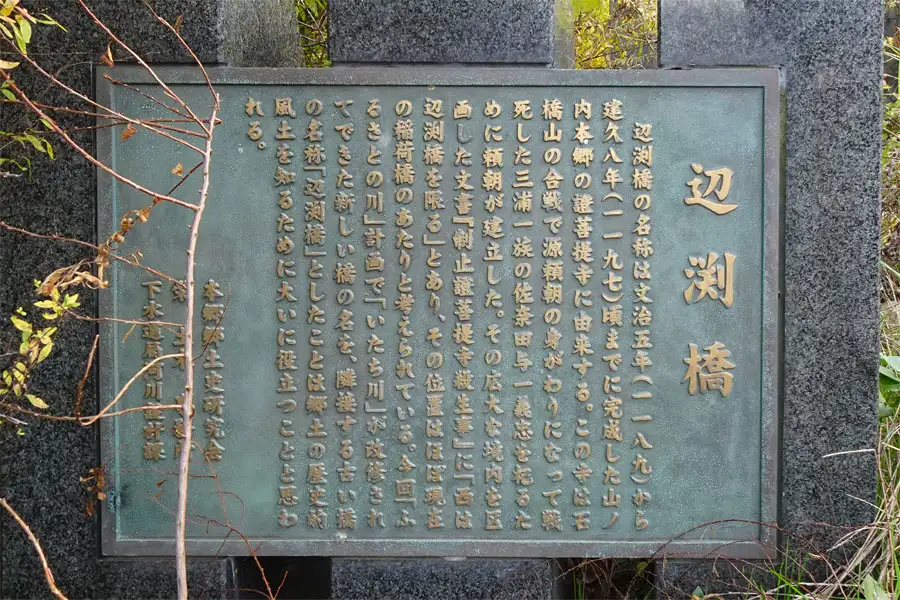 辺渕橋
辺渕橋の名称は文治五年(一一八九)から
建久八年(一一九七)頃までに完成した山ノ
内本郷の證菩提寺に由来する。この寺は石
橋山の合戦で源頼朝の身がわりになって戦
死した三浦一族の佐奈田与一義忠を祀るた
めに頼朝が建立した。その広大な境内を区
画した文書『制止證菩提寺殺生事』に「西は
辺渕橋を限る」とあり、その位置はほぼ現在
の稲荷橋のあたりと考えられている。今回「ふ
るさとの川」計画で「いたち川」が改修され
てできた新しい橋の名を、隣接する古い橋
の名称「辺渕橋」としたことは郷土の歴史、
風土を知るために大いに役立つことと思わ
れる。
本郷郷土史研究会
下水道局河川